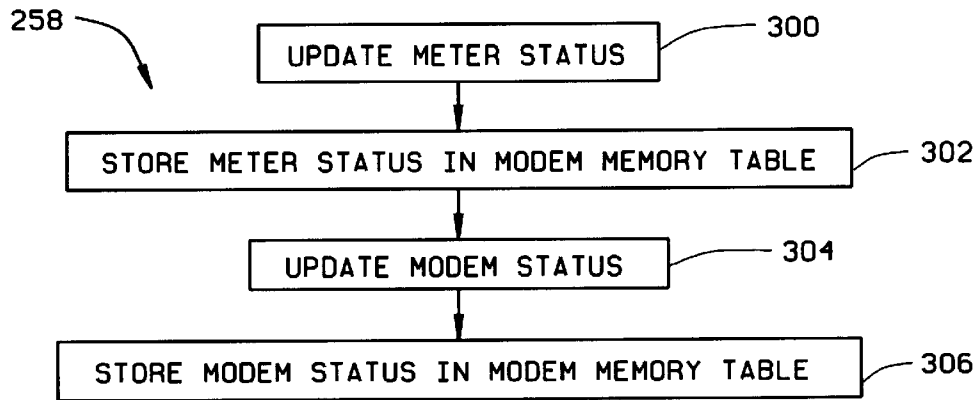 258
UPDATE METER STATUS
300
STORE METER STATUS IN MODEM MEMORY TABLE
302
UPDATE MODEM STATUS
304
STORE MODEM STATUS IN MODEM MEMORY TABLE
306